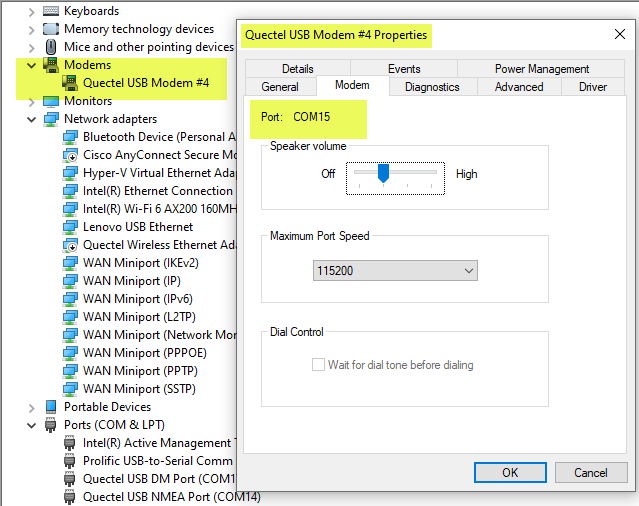 Keyboards
Memory technology devices
Mice and other pointing devices
Modems
Quectel USB Modem #4
Monitors
Network adapters
Bluetooth Device (Personal A
Cisco AnyConnect Secure Mo
Hyper-V Virtual Ethernet Adap
Intel(R) Ethernet Connection
Intel(R) Wi-Fi 6 AX200 160MH
Lenovo USB Ethernet
Quectel Wireless Ethernet Ada
WAN Miniport (IKEv2)
WAN Miniport (IP)
WAN Miniport (IPv6)
WAN Miniport (L2TP)
WAN Miniport (Network Mon
WAN Miniport (PPPOE)
WAN Miniport (PPTP)
WAN Miniport (SSTP)
Portable Devices
Ports (COM & LPT)
Intel(R) Active Management T
Prolific USB-to-Serial Comm
Quectel USB DM Port (COM1
Quectel USB NMEA Port (COM14)
Quectel USB Modem #4 Properties
Details Events Power Management
General Modem Diagnostics Advanced Driver
Port: COM15
Speaker volume
Off High
Maximum Port Speed
115200
Dial Control
Wait for dial tone before dialing
OK Cancel